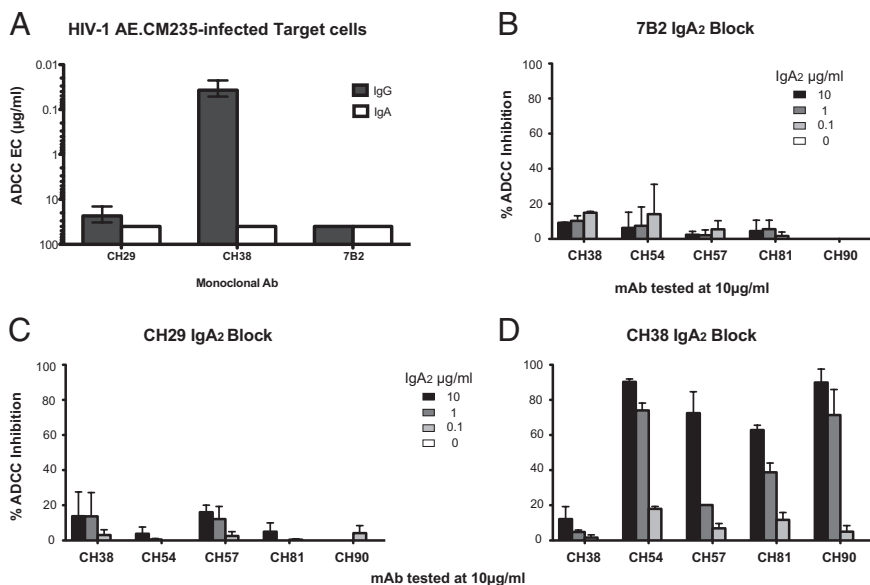 A
HIV-1 AE.CM235-infected Target cells
ADCC EC (µg/ml)
0.01
0.1
1
10
100
IgG
IgA
CH29
CH38
7B2
Monoclonal Ab
B
7B2 IgA2 Block
% ADCC Inhibition
100
80
60
40
20
0
IgA2 µg/ml
10
1
0.1
0
CH38
CH54
CH57
CH81
CH90
mAb tested at 10µg/ml
C
CH29 IgA2 Block
% ADCC Inhibition
100
80
60
40
20
0
IgA2 µg/ml
10
1
0.1
0
CH38
CH54
CH57
CH81
CH90
D
CH38 IgA2 Block
100
80
60
40
20
0
CH38
CH54
CH57
CH81
CH90
mAb tested at 10µg/ml